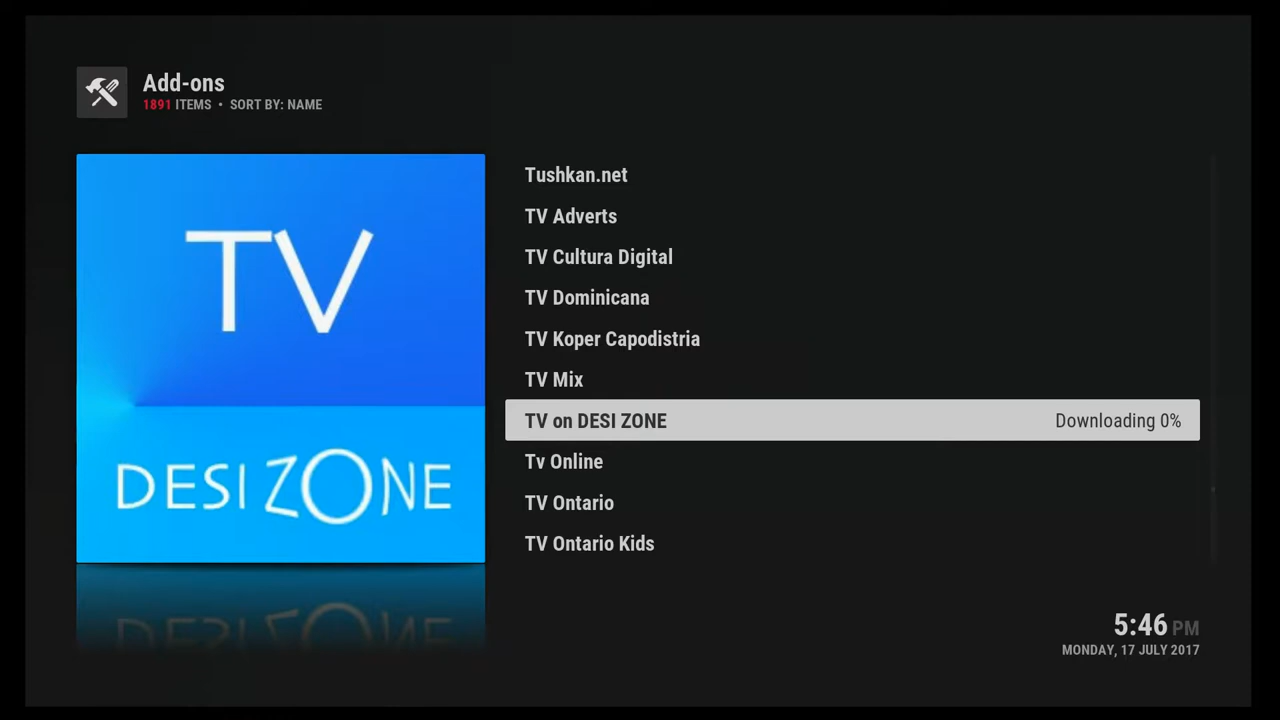 Add-ons
1891 ITEMS • SORT BY: NAME
TV
DESI ZONE
Tushkan.net
TV Adverts
TV Cultura Digital
TV Dominicana
TV Koper Capodistria
TV Mix
TV on DESI ZONE Downloading 0%
Tv Online
TV Ontario
TV Ontario Kids
5:46 PM
MONDAY, 17 JULY 2017